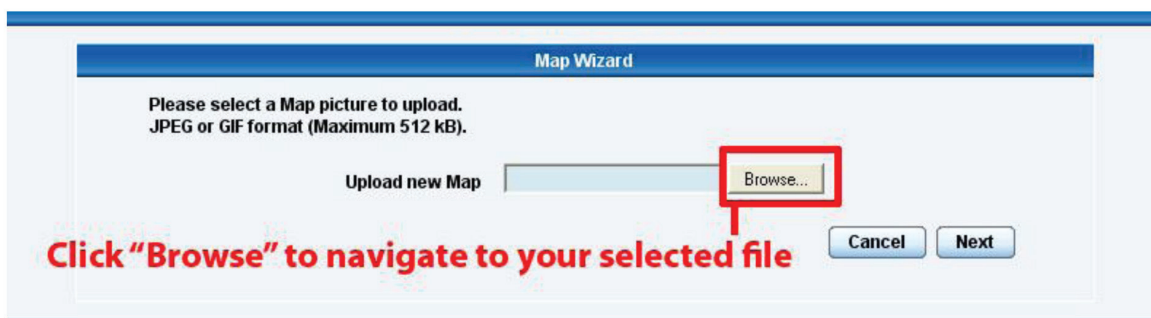 Map Wizard
Please select a Map picture to upload.
JPEG or GIF format (Maximum 512 kB).
Upload new Map Browse...
Click "Browse" to navigate to your selected file
Cancel Next